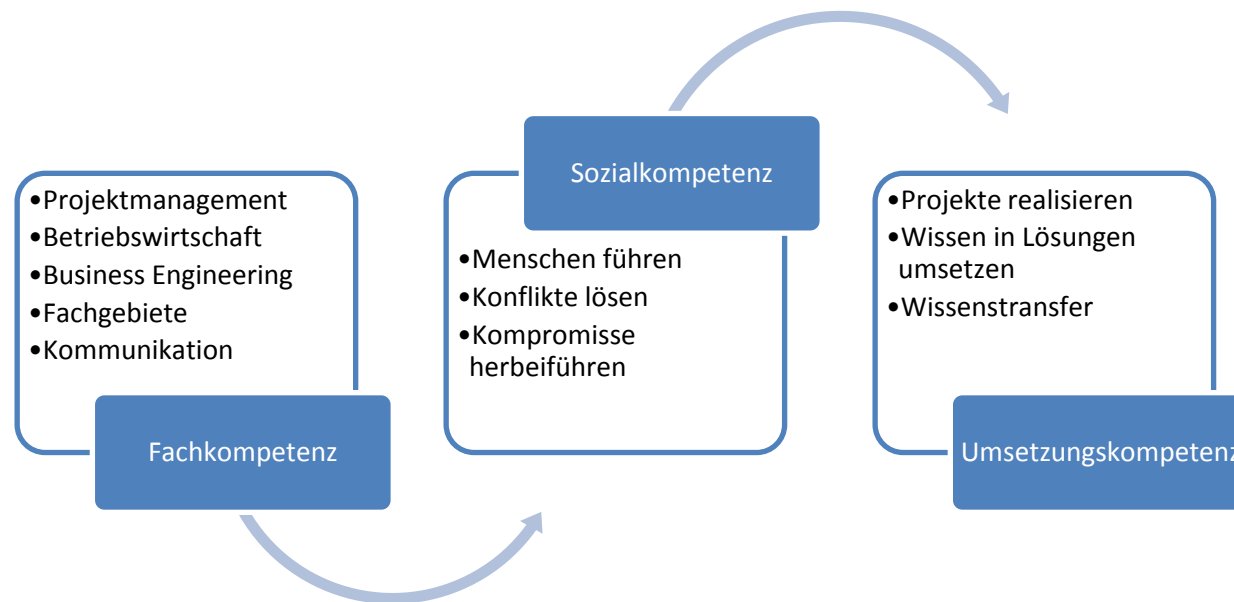 •Projektmanagement
•Betriebswirtschaft
•Business Engineering
•Fachgebiete
•Kommunikation
Fachkompetenz
Sozialkompetenz
•Menschen führen
•Konflikte lösen
•Kompromisse
herbeiführen
•Projekte realisieren
•Wissen in Lösungen
umsetzen
•Wissenstransfer
Umsetzungskompetenz